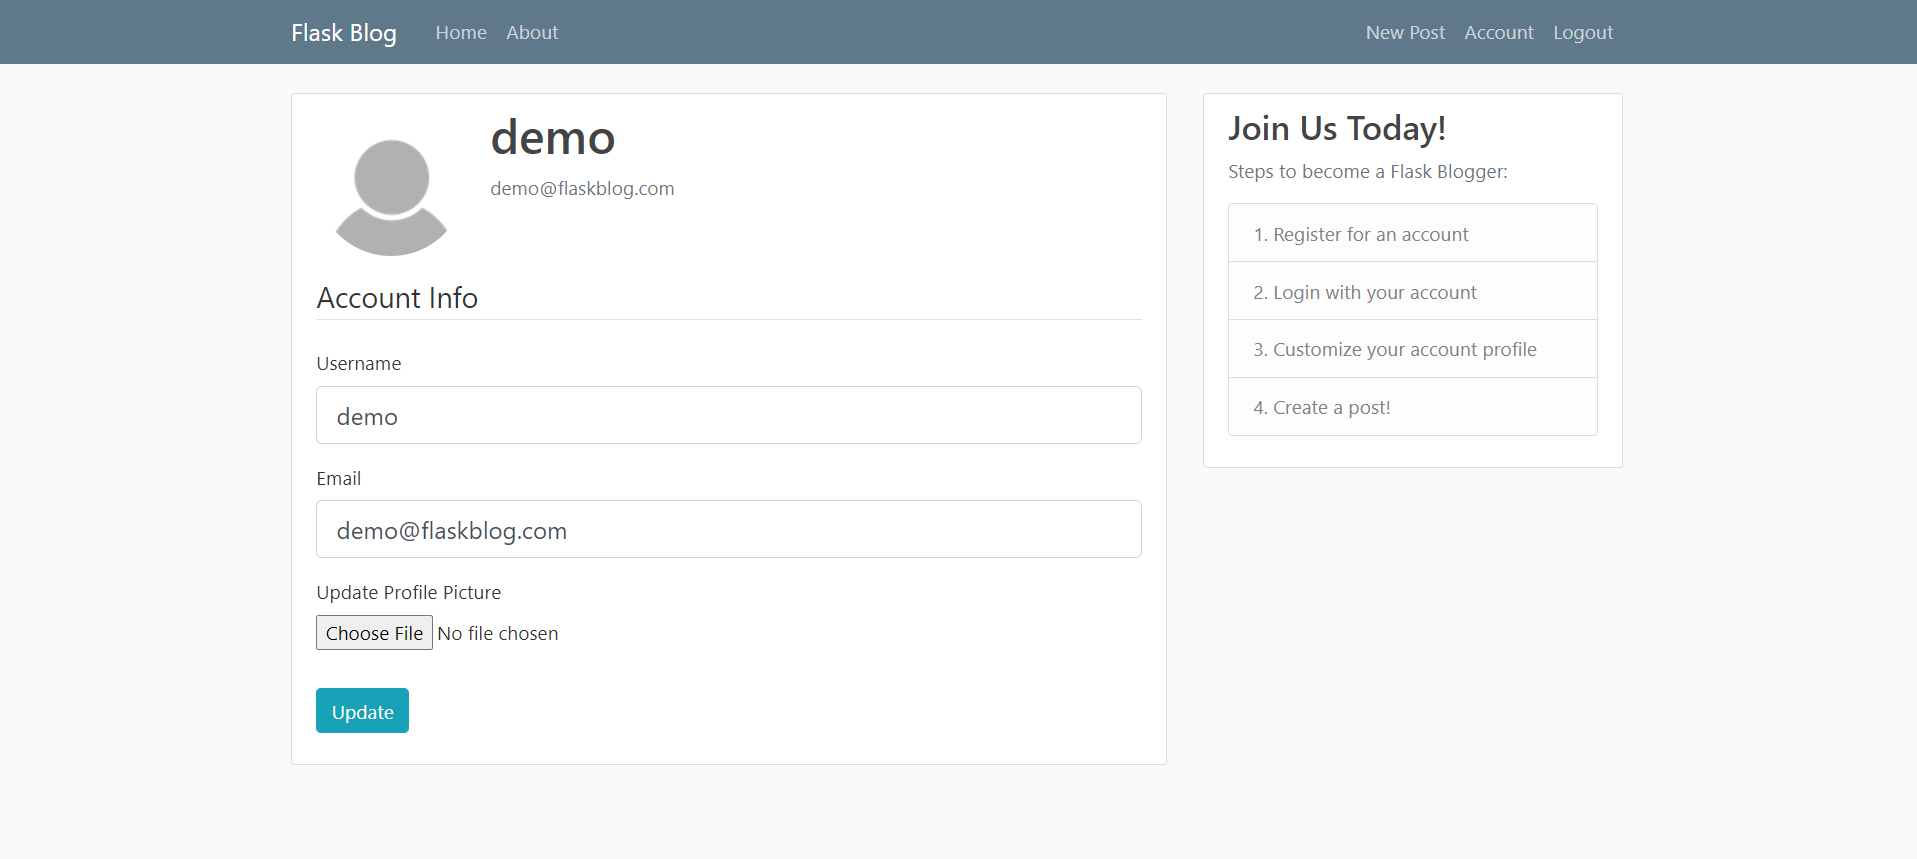 Flask Blog Home About New Post Account Logout
demo
demo@flaskblog.com
Account Info
Username
demo
Email
demo@flaskblog.com
Update Profile Picture
Choose File No file chosen
Update
Join Us Today!
Steps to become a Flask Blogger:
1. Register for an account
2. Login with your account
3. Customize your account profile
4. Create a post!